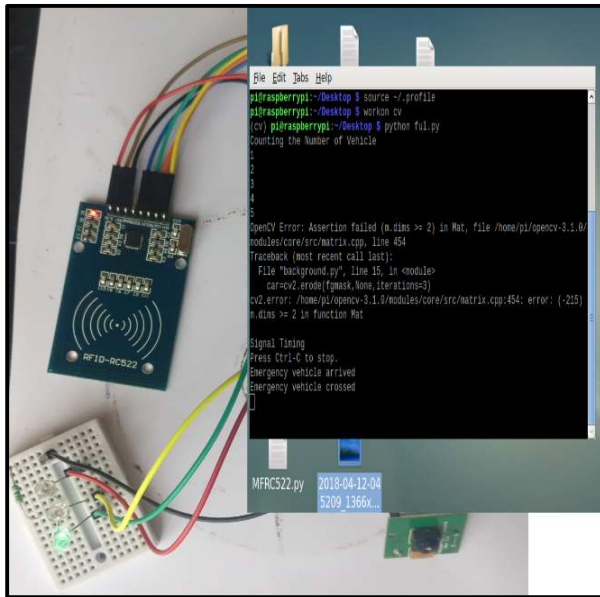 File Edit Tabs Help
pi@raspberrypi:~/Desktop $ source ~/.profile
pi@raspberrypi:~/Desktop $ workon cv
(cv) pi@raspberrypi:~/Desktop $ python ful.py
Counting the Number of Vehicle
1
2
3
4
5
OpenCV Error: Assertion failed (m.dims >= 2) in Mat, file /home/pi/opencv-3.1.0/
modules/core/src/matrix.cpp, line 454
Traceback (most recent call last):
File "background.py", line 15, in <module>
car=cv2.erode(fgmask,None,iterations=3)
cv2.error: /home/pi/opencv-3.1.0/modules/core/src/matrix.cpp:454: error: (-215)
m.dims >= 2 in function Mat
Signal Timing
Press Ctrl-C to stop.
Emergency vehicle arrived
Emergency vehicle crossed
RFID-RC522
MFRC522.py
2018-04-12-04
5209_1366x...